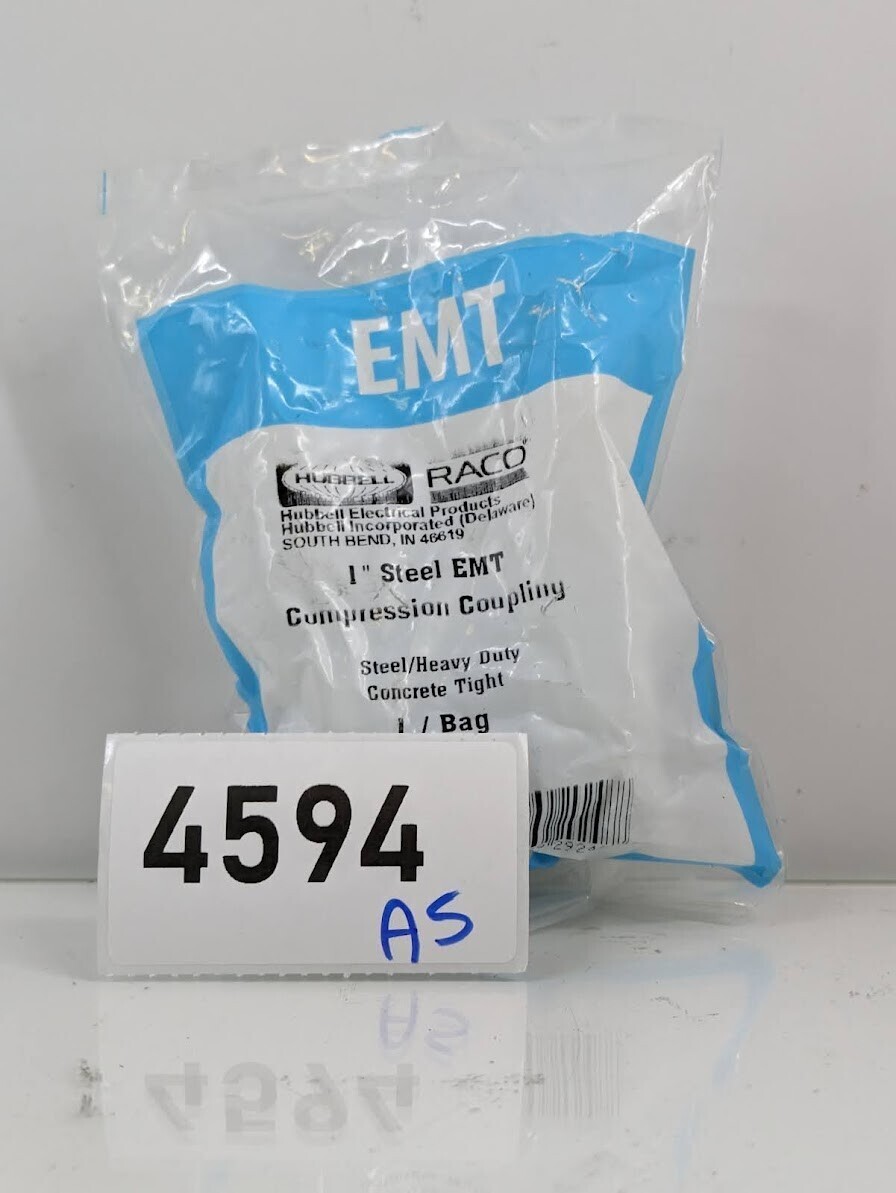 EMT
HUBBELL RACO
Hubbell Electrical Products
Hubbell Incorporated (Delaware)
SOUTH BEND, IN 46619
1" Steel EMT
Compression Coupling
Steel/Heavy Duty
Concrete Tight
1 / Bag
4594
AS